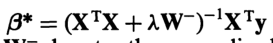 β* = (XᵀX + λW⁻)⁻¹Xᵀy